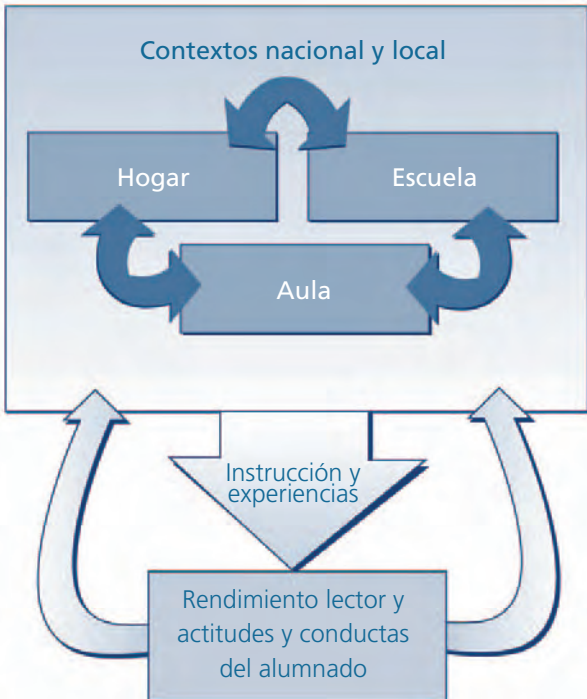 Contextos nacional y local
Hogar
Escuela
Aula
Instrucción y
experiencias
Rendimiento lector y
actitudes y conductas
del alumnado